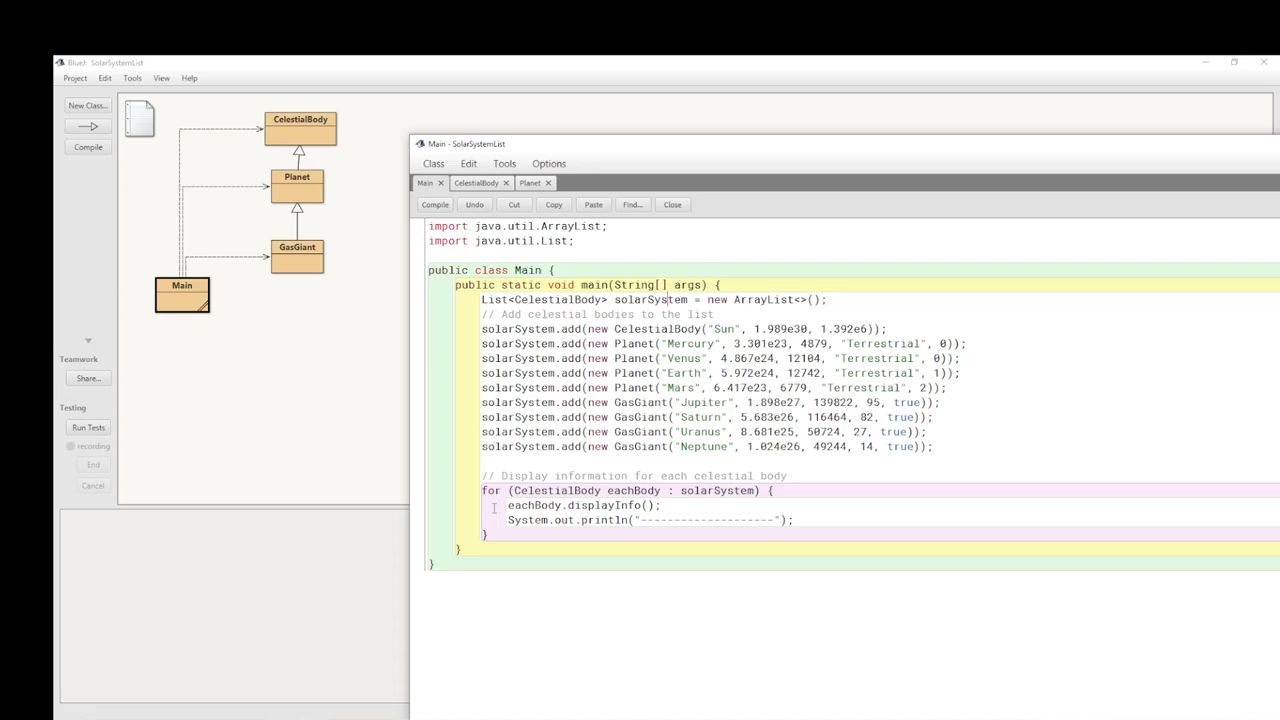 BlueJ: SolarSystemList
Project Edit Tools View Help
New Class...
Compile
Teamwork
Share...
Testing
Run Tests
recording
End
Cancel
CelestialBody
Planet
GasGiant
Main
Main - SolarSystemList
Class Edit Tools Options
Main × CelestialBody × Planet ×
Compile Undo Cut Copy Paste Find... Close
import java.util.ArrayList;
import java.util.List;
public class Main {
public static void main(String[] args) {
List<CelestialBody> solarSystem = new ArrayList<>();
// Add celestial bodies to the list
solarSystem.add(new CelestialBody("Sun", 1.989e30, 1.392e6));
solarSystem.add(new Planet("Mercury", 3.301e23, 4879, "Terrestrial", 0));
solarSystem.add(new Planet("Venus", 4.867e24, 12104, "Terrestrial", 0));
solarSystem.add(new Planet("Earth", 5.972e24, 12742, "Terrestrial", 1));
solarSystem.add(new Planet("Mars", 6.417e23, 6779, "Terrestrial", 2));
solarSystem.add(new GasGiant("Jupiter", 1.898e27, 139822, 95, true));
solarSystem.add(new GasGiant("Saturn", 5.683e26, 116464, 82, true));
solarSystem.add(new GasGiant("Uranus", 8.681e25, 50724, 27, true));
solarSystem.add(new GasGiant("Neptune", 1.024e26, 49244, 14, true));
// Display information for each celestial body
for (CelestialBody eachBody : solarSystem) {
eachBody.displayInfo();
System.out.println("--------------------");
}
}
}